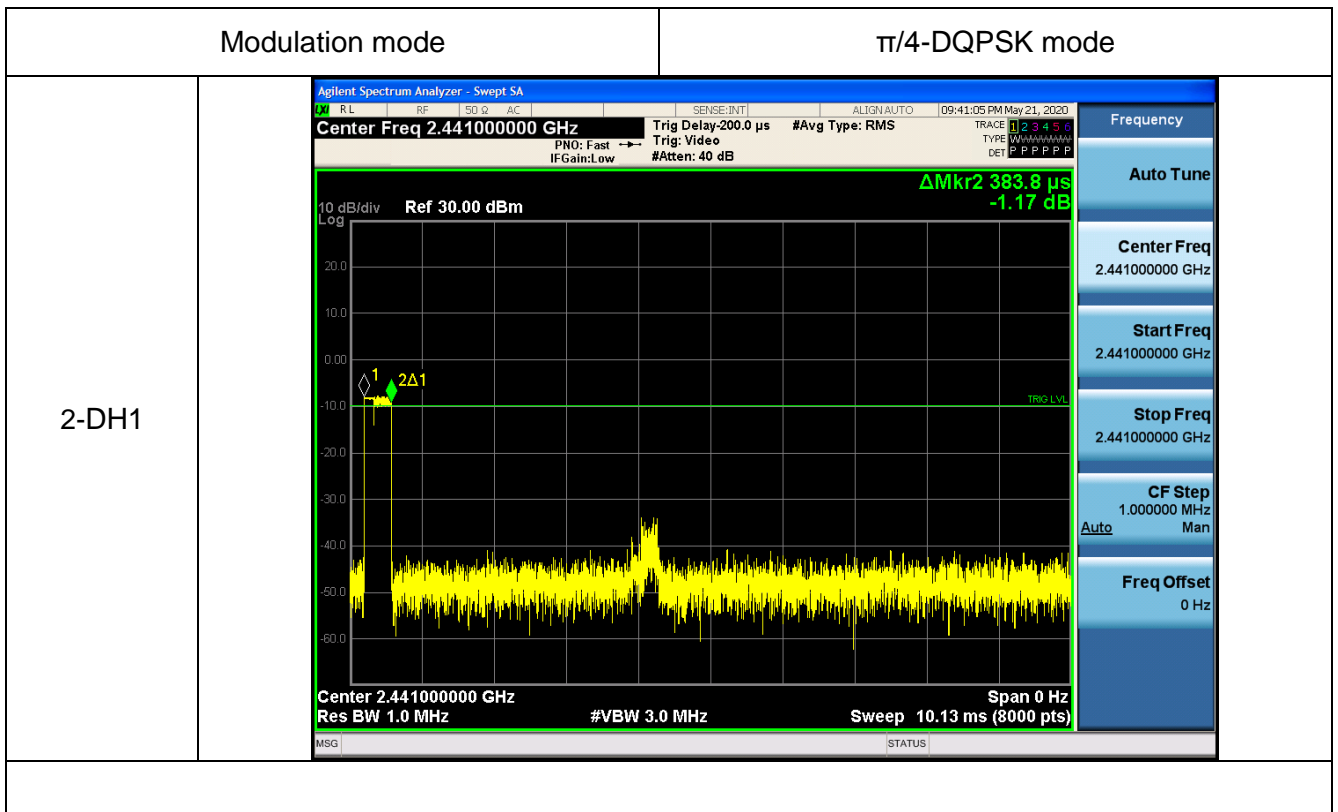 Modulation mode π/4-DQPSK mode
2-DH1
Agilent Spectrum Analyzer - Swept SA
LXI RL RF 50 Ω AC SENSE:INT ALIGN AUTO 09:41:05 PM May 21, 2020
Center Freq 2.441000000 GHz Trig Delay-200.0 µs #Avg Type: RMS TRACE 1 2 3 4 5 6
PNO: Fast Trig: Video TYPE WWWWWW
IFGain:Low #Atten: 40 dB DET P P P P P P
ΔMkr2 383.8 µs
10 dB/div Ref 30.00 dBm -1.17 dB
Log
20.0
10.0
0.00
1 2Δ1
-10.0 TRIG LVL
-20.0
-30.0
-40.0
-50.0
-60.0
Center 2.441000000 GHz Span 0 Hz
Res BW 1.0 MHz #VBW 3.0 MHz Sweep 10.13 ms (8000 pts)
MSG STATUS
Frequency
Auto Tune
Center Freq
2.441000000 GHz
Start Freq
2.441000000 GHz
Stop Freq
2.441000000 GHz
CF Step
1.000000 MHz
Auto Man
Freq Offset
0 Hz